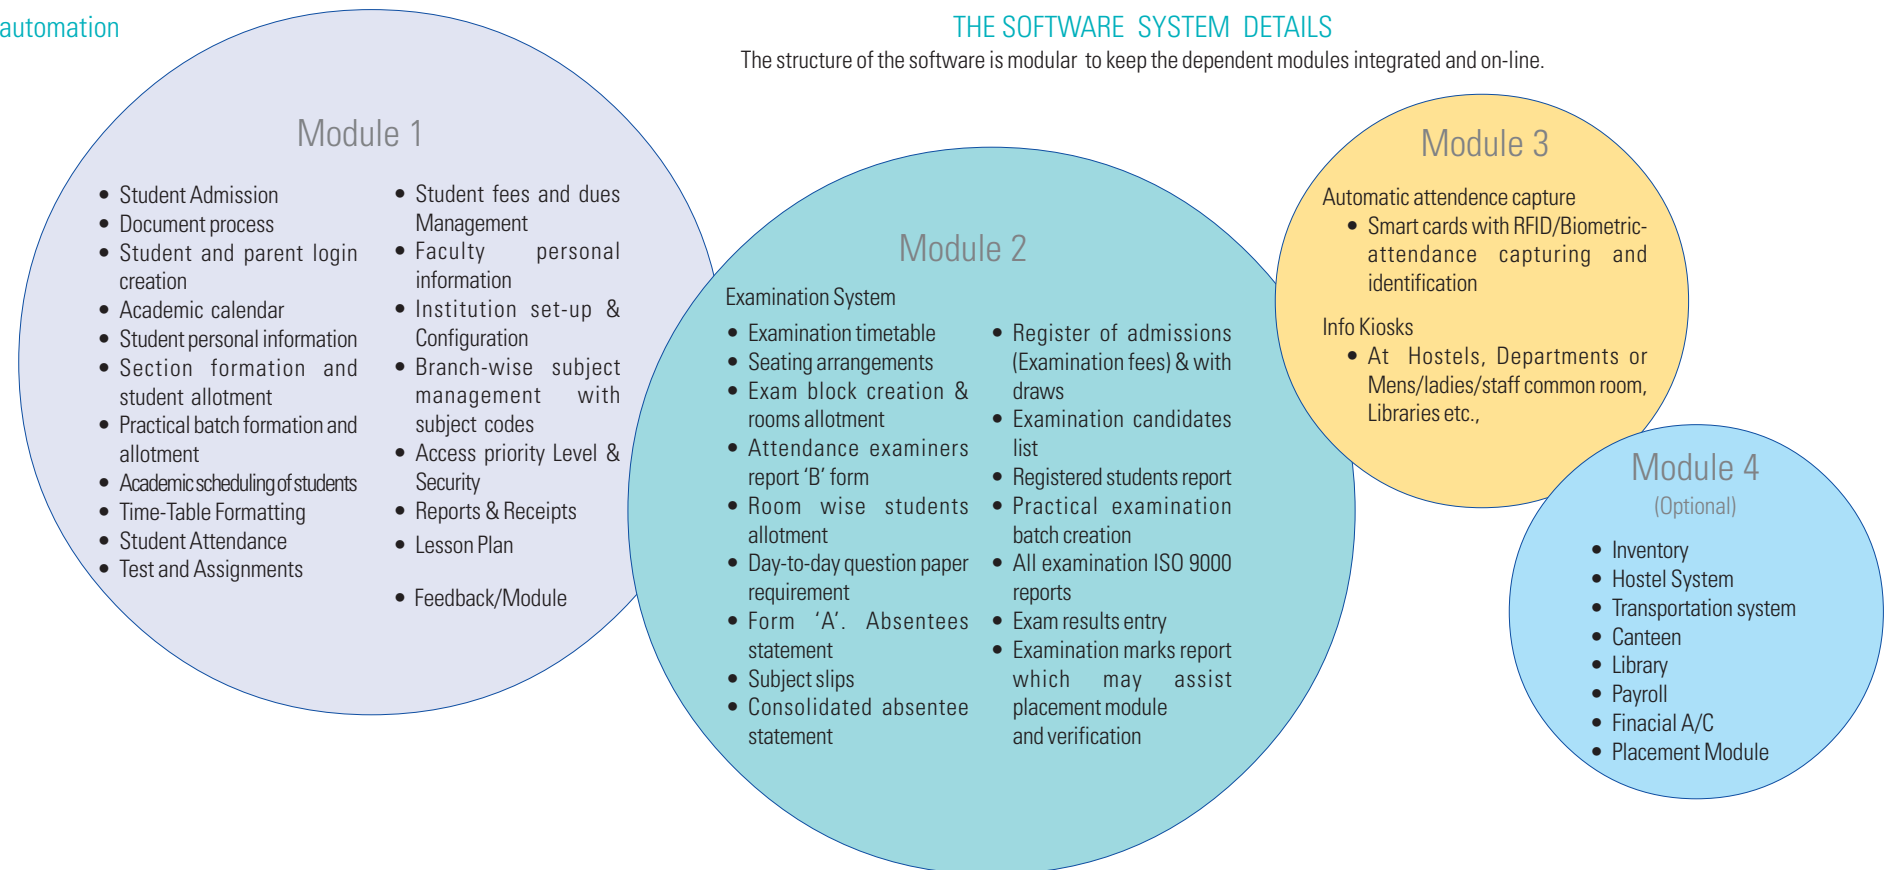 automation
THE SOFTWARE SYSTEM DETAILS
The structure of the software is modular to keep the dependent modules integrated and on-line.
Module 1
• Student Admission
• Document process
• Student and parent login
creation
• Academic calendar
• Student personal information
• Section formation and
student allotment
• Practical batch formation and
allotment
• Academic scheduling of students
• Time-Table Formatting
• Student Attendance
• Test and Assignments
• Student fees and dues
Management
• Faculty personal
information
• Institution set-up &
Configuration
• Branch-wise subject
management with
subject codes
• Access priority Level &
Security
• Reports & Receipts
• Lesson Plan
• Feedback/Module
Module 2
Examination System
• Examination timetable
• Seating arrangements
• Exam block creation &
rooms allotment
• Attendance examiners
report ‘B’ form
• Room wise students
allotment
• Day-to-day question paper
requirement
• Form ‘A’. Absentees
statement
• Subject slips
• Consolidated absentee
statement
• Register of admissions
(Examination fees) & with
draws
• Examination candidates
list
• Registered students report
• Practical examination
batch creation
• All examination ISO 9000
reports
• Exam results entry
• Examination marks report
which may assist
placement module
and verification
Module 3
Automatic attendence capture
• Smart cards with RFID/Biometric-
attendance capturing and
identification
Info Kiosks
• At Hostels, Departments or
Mens/ladies/staff common room,
Libraries etc.,
Module 4
(Optional)
• Inventory
• Hostel System
• Transportation system
• Canteen
• Library
• Payroll
• Finacial A/C
• Placement Module